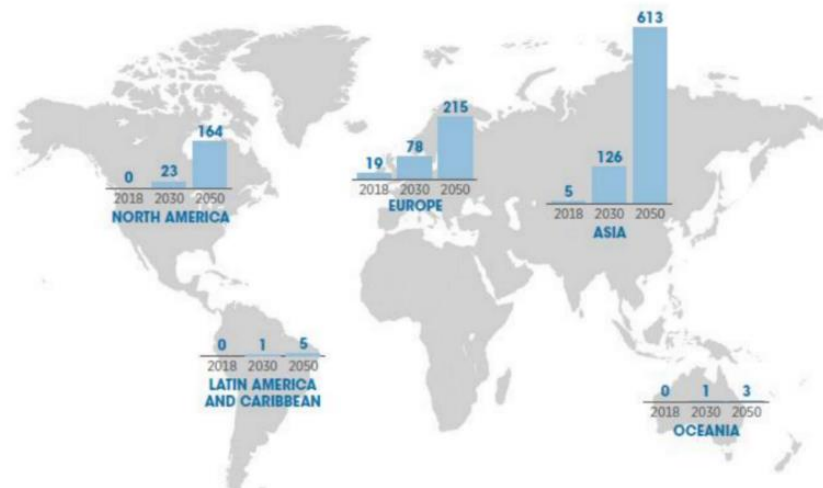 613
215
164
126
78
23
19
0
5
2018 2030 2050
NORTH AMERICA
2018 2030 2050
EUROPE
2018 2030 2050
ASIA
0 1 5
2018 2030 2050
LATIN AMERICA
AND CARIBBEAN
0 1 3
2018 2030 2050
OCEANIA